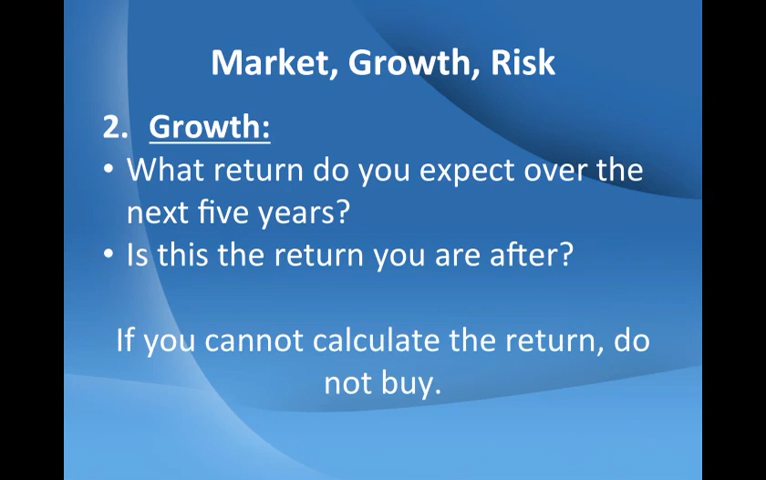 Market, Growth, Risk
2. Growth:
• What return do you expect over the
next five years?
• Is this the return you are after?
If you cannot calculate the return, do
not buy.